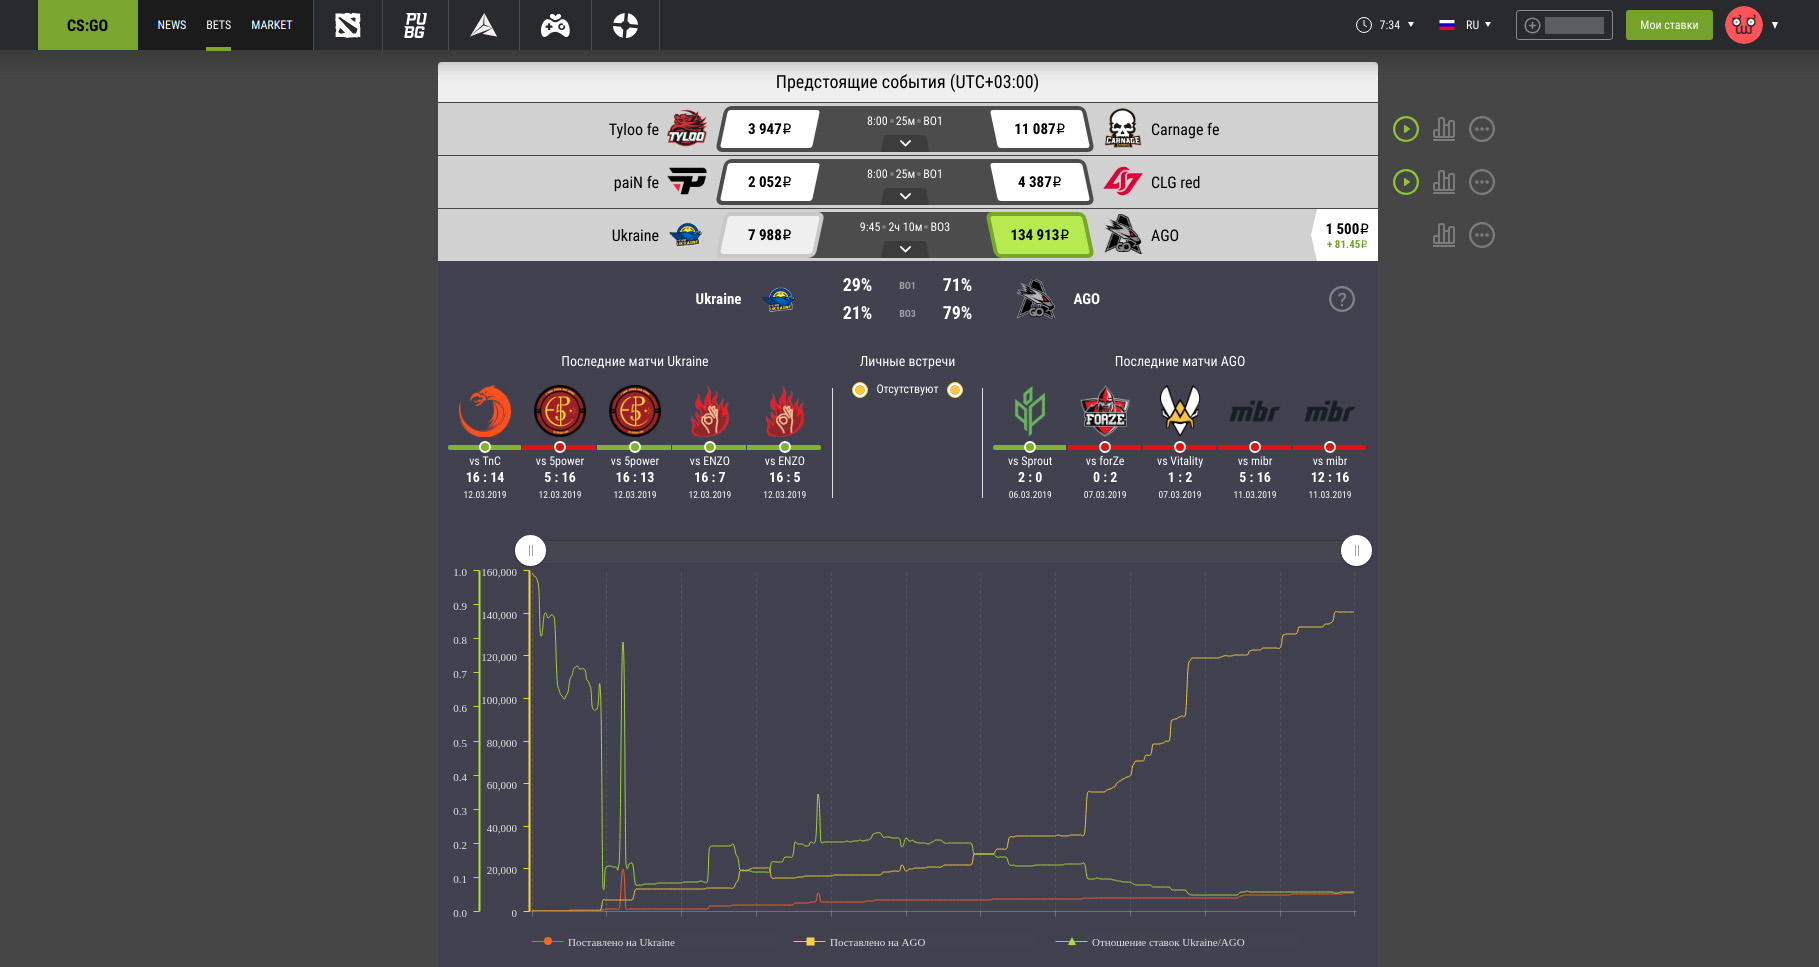 CS:GO NEWS BETS MARKET PU BG 7:34 RU Мои ставки
Предстоящие события (UTC+03:00)
Tyloo fe TYLOO 3 947₽ 8:00 25м BO1 11 087₽ CARNAGE Carnage fe
paiN fe 2 052₽ 8:00 25м BO1 4 387₽ CLG red
Ukraine UKRAINE 7 988₽ 9:45 2ч 10м BO3 134 913₽ AGO AGO 1 500₽
+ 81.45₽
29% BO1 71%
Ukraine UKRAINE AGO AGO ?
21% BO3 79%
Последние матчи Ukraine Личные встречи Последние матчи AGO
Отсутствуют
E5P E5P FORZE mibr mibr
vs TnC vs 5power vs 5power vs ENZO vs ENZO vs Sprout vs forZe vs Vitality vs mibr vs mibr
16 : 14 5 : 16 16 : 13 16 : 7 16 : 5 2 : 0 0 : 2 1 : 2 5 : 16 12 : 16
12.03.2019 12.03.2019 12.03.2019 12.03.2019 12.03.2019 06.03.2019 07.03.2019 07.03.2019 11.03.2019 11.03.2019
1.0 160,000
0.9 140,000
0.8 120,000
0.7 100,000
0.6
0.5 80,000
0.4 60,000
0.3 40,000
0.2 20,000
0.1
0.0 0
Поставлено на Ukraine Поставлено на AGO Отношение ставок Ukraine/AGO